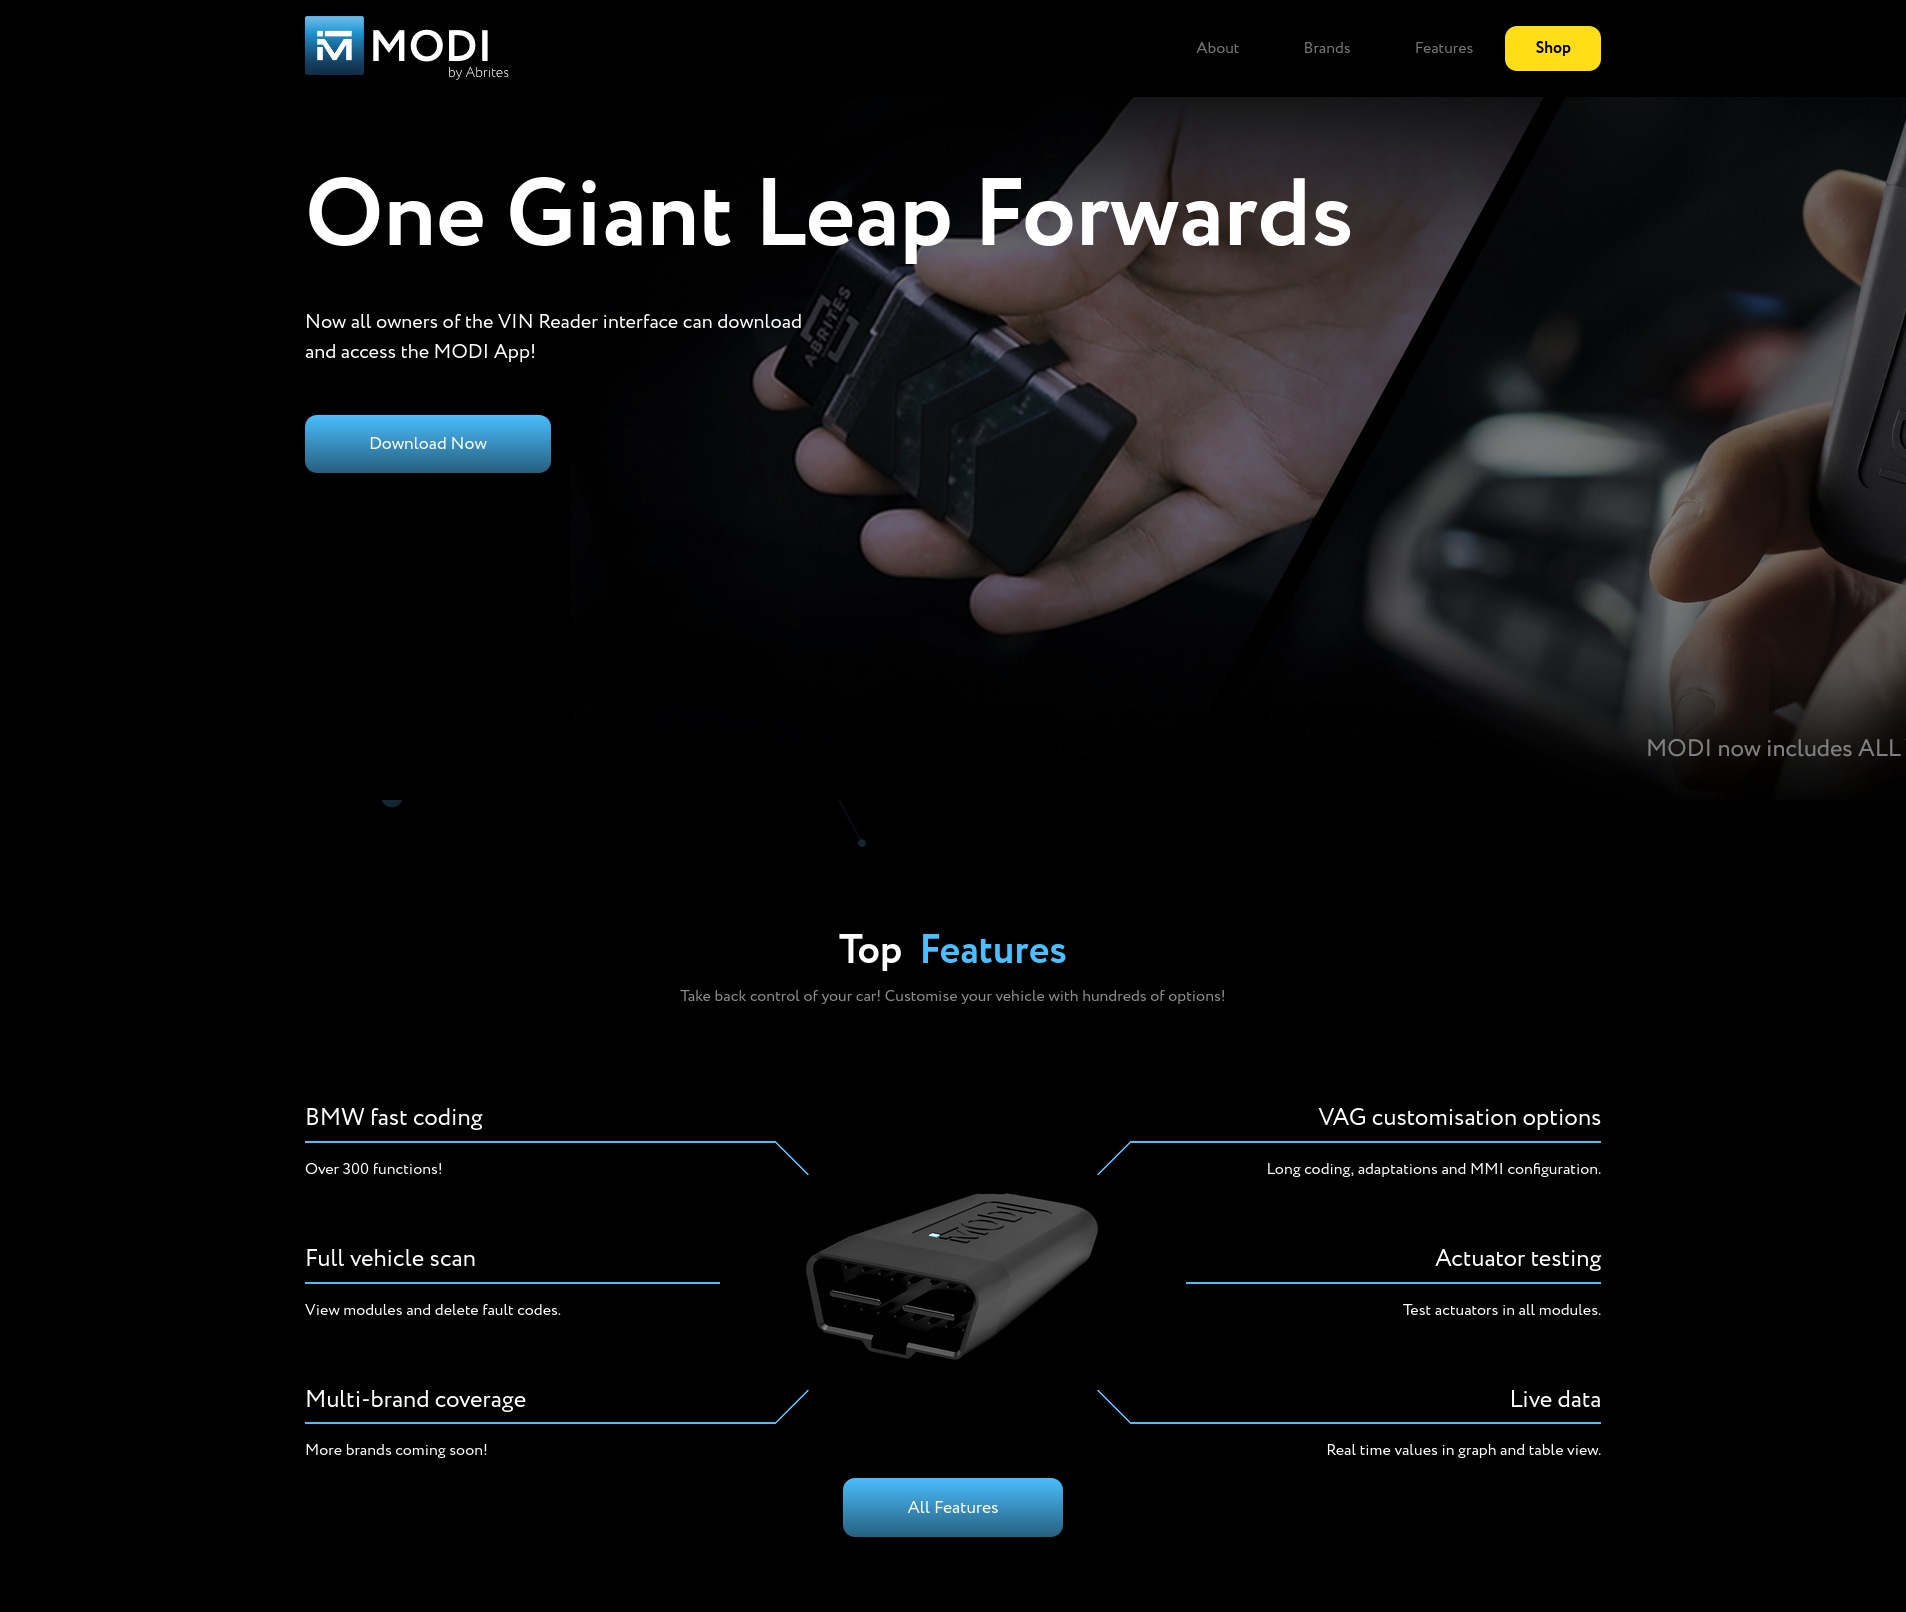 MODI
by Abrites
About
Brands
Features
Shop
One Giant Leap Forwards
ABRITES
Now all owners of the VIN Reader interface can download
and access the MODI App!
Download Now
MODI now includes ALL
Top Features
Take back control of your car! Customise your vehicle with hundreds of options!
BMW fast coding
Over 300 functions!
VAG customisation options
Long coding, adaptations and MMI configuration.
MODI
Full vehicle scan
View modules and delete fault codes.
Actuator testing
Test actuators in all modules.
Multi-brand coverage
More brands coming soon!
Live data
Real time values in graph and table view.
All Features